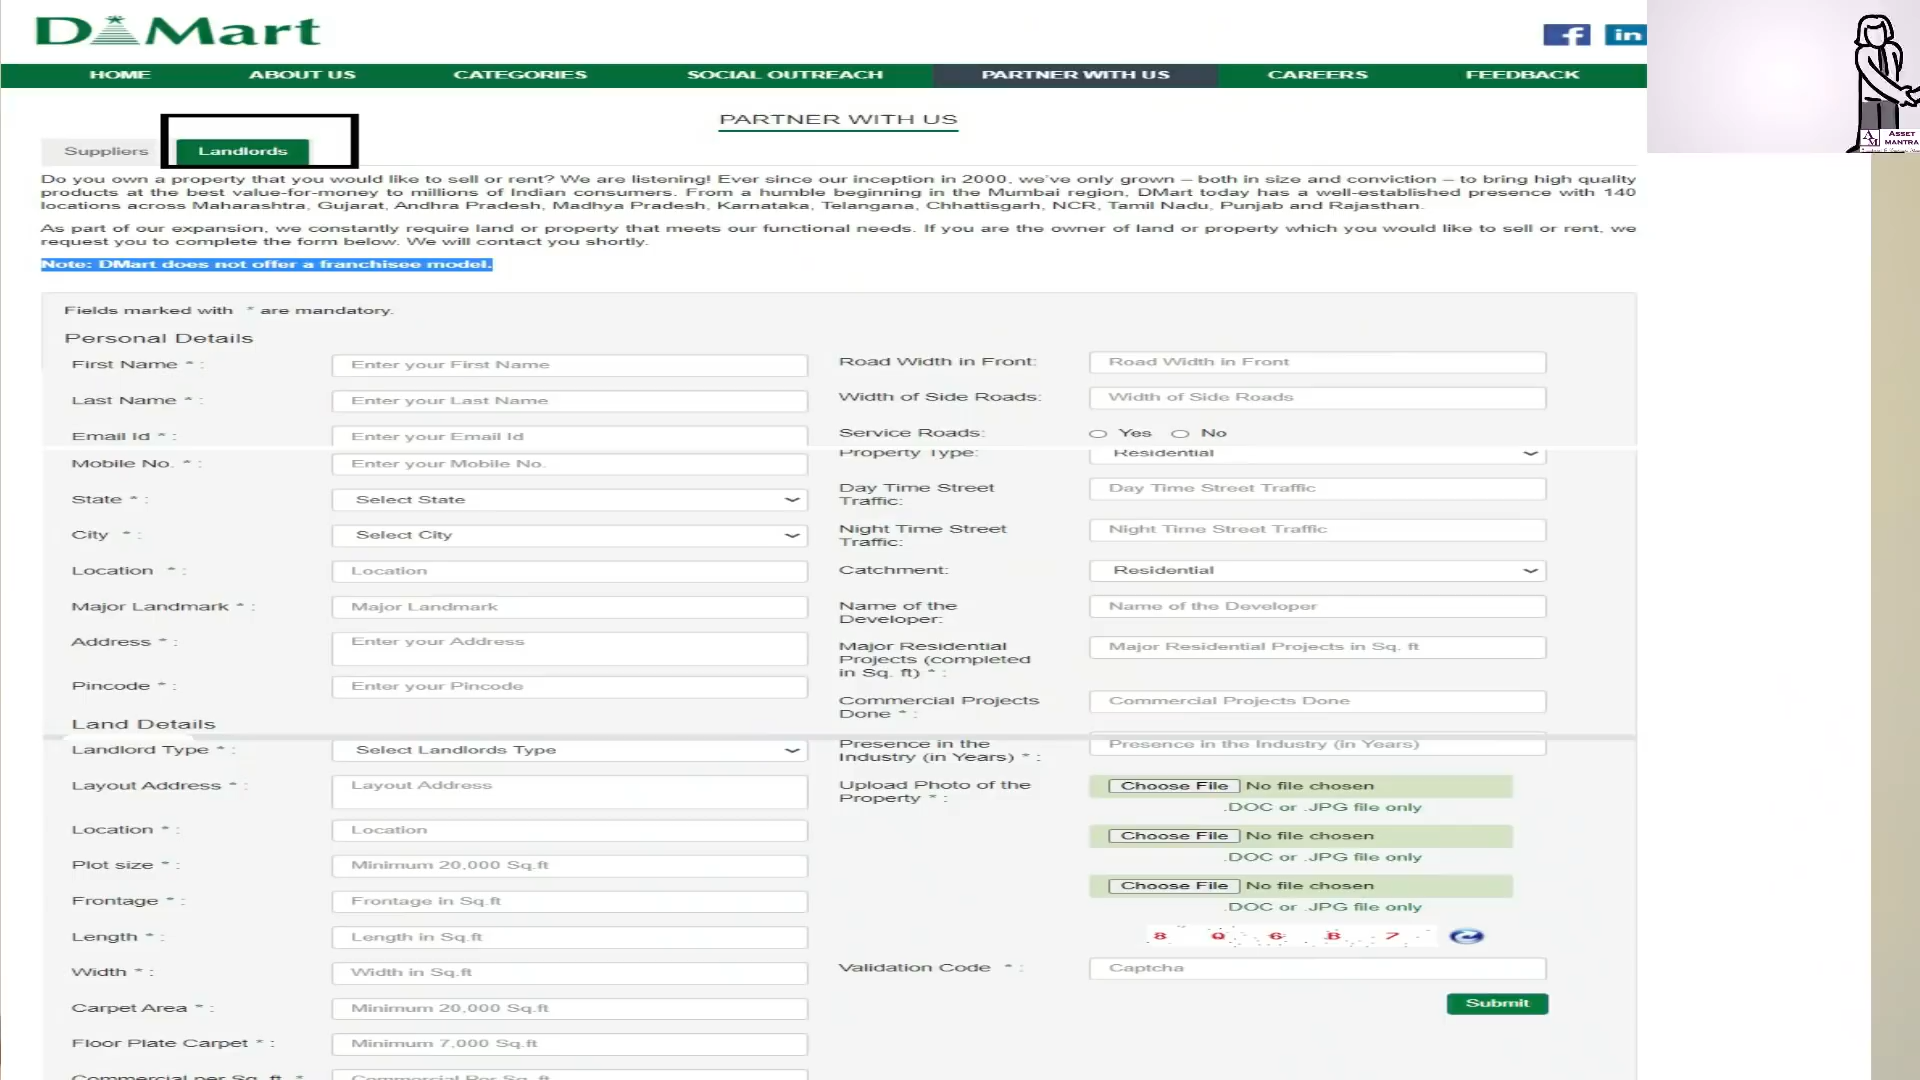 D Mart
f in
HOME ABOUT US CATEGORIES SOCIAL OUTREACH PARTNER WITH US CAREERS FEEDBACK
ASSET
AM MANTRA
PARTNER WITH US
Suppliers Landlords
Do you own a property that you would like to sell or rent? We are listening! Ever since our inception in 2000, we've only grown – both in size and conviction – to bring high quality
products at the best value-for-money to millions of Indian consumers. From a humble beginning in the Mumbai region, DMart today has a well-established presence with 140
locations across Maharashtra, Gujarat, Andhra Pradesh, Madhya Pradesh, Karnataka, Telangana, Chhattisgarh, NCR, Tamil Nadu, Punjab and Rajasthan.
As part of our expansion, we constantly require land or property that meets our functional needs. If you are the owner of land or property which you would like to sell or rent, we
request you to complete the form below. We will contact you shortly.
Note: DMart does not offer a franchisee model.
Fields marked with * are mandatory.
Personal Details
First Name * : Enter your First Name
Last Name * : Enter your Last Name
Email Id * : Enter your Email Id
Mobile No. * : Enter your Mobile No.
State * : Select State
City * : Select City
Location * : Location
Major Landmark * : Major Landmark
Address * : Enter your Address
Pincode * : Enter your Pincode
Land Details
Landlord Type * : Select Landlords Type
Layout Address * : Layout Address
Location * : Location
Plot size * : Minimum 20,000 Sq.ft
Frontage * : Frontage in Sq.ft
Length * : Length in Sq.ft
Width * : Width in Sq.ft
Carpet Area * : Minimum 20,000 Sq.ft
Floor Plate Carpet * : Minimum 7,000 Sq.ft
Commercial per Sq. ft. * Commercial Per Sq. ft
Road Width in Front: Road Width in Front
Width of Side Roads: Width of Side Roads
Service Roads: Yes No
Property Type: Residential
Day Time Street Day Time Street Traffic
Traffic:
Night Time Street Night Time Street Traffic
Traffic:
Catchment: Residential
Name of the Name of the Developer
Developer:
Major Residential Major Residential Projects in Sq. ft
Projects (completed
in Sq. ft) * :
Commercial Projects Commercial Projects Done
Done * :
Presence in the Presence in the Industry (in Years)
Industry (in Years) * :
Upload Photo of the Choose File No file chosen
Property * :
.DOC or .JPG file only
Choose File No file chosen
.DOC or .JPG file only
Choose File No file chosen
.DOC or .JPG file only
8 Q 6 B 7
Validation Code * : Captcha
Submit